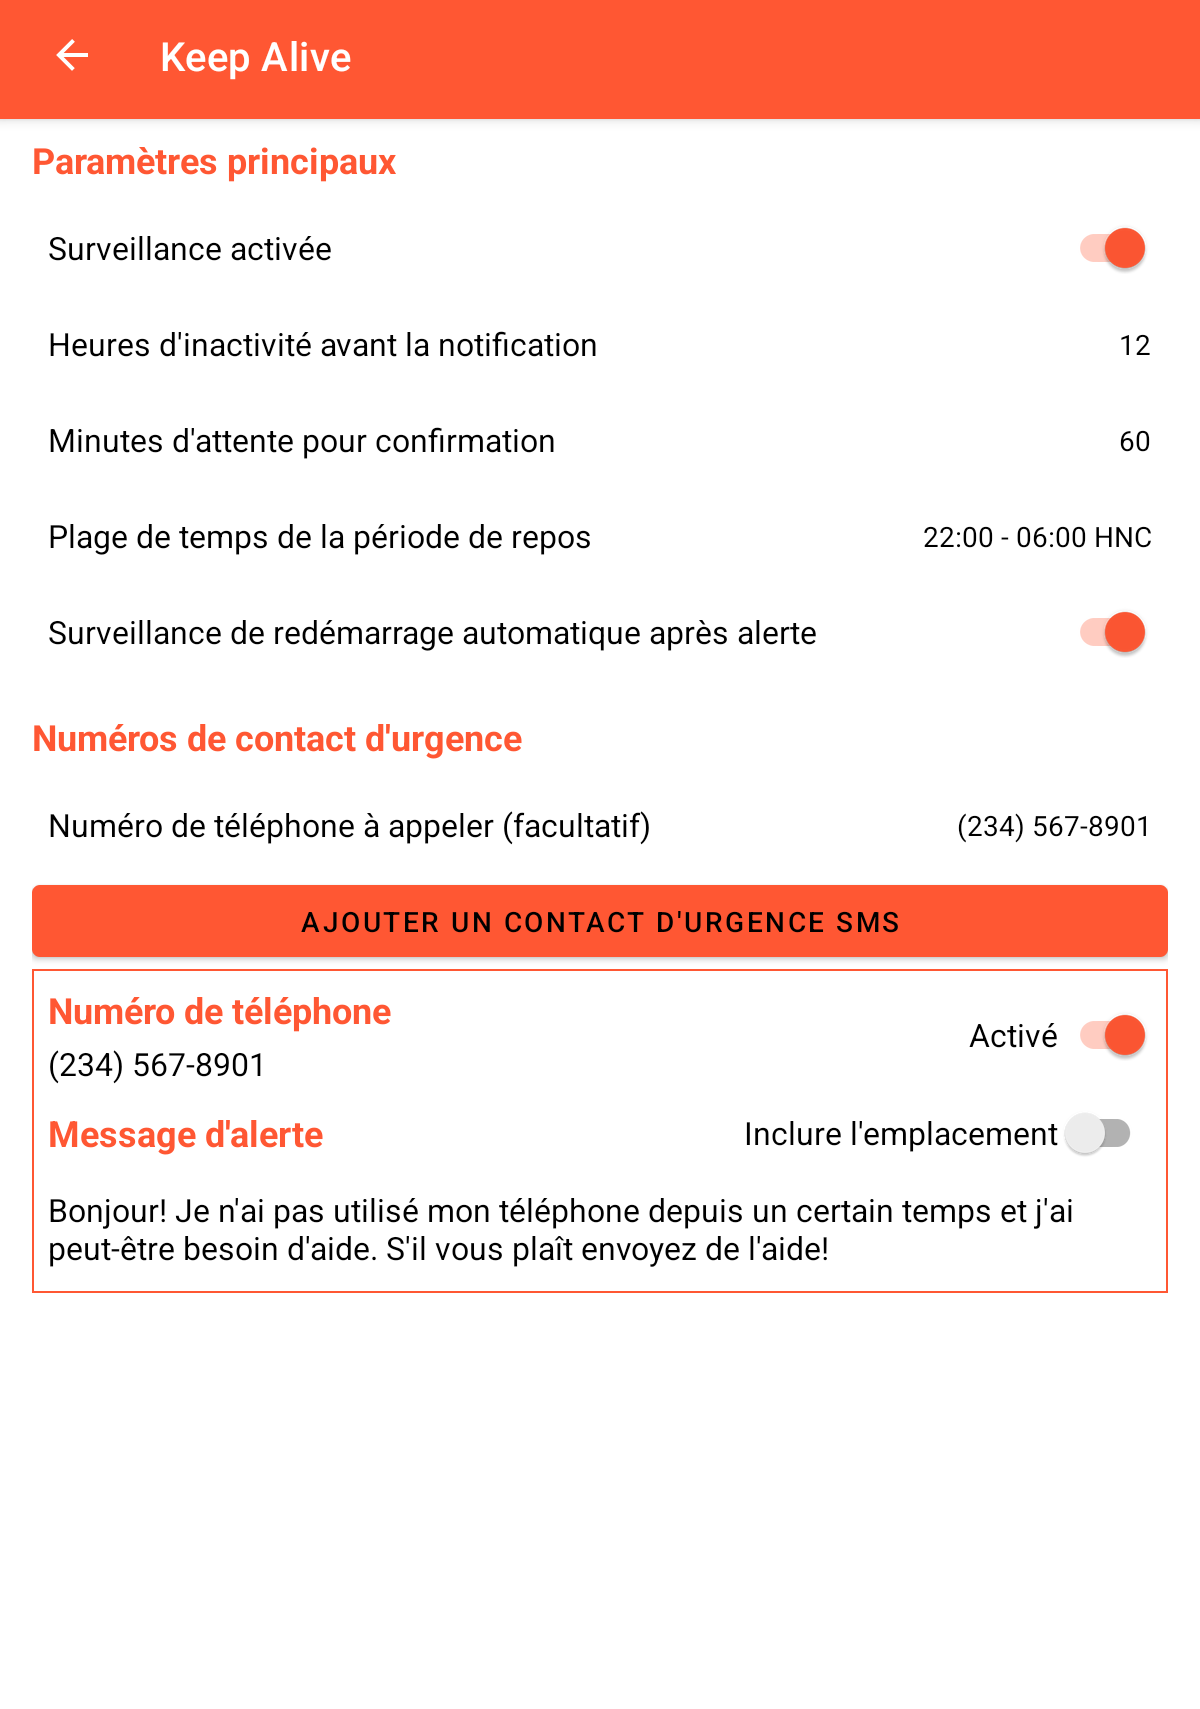 Keep Alive
Paramètres principaux
Surveillance activée
Heures d'inactivité avant la notification 12
Minutes d'attente pour confirmation 60
Plage de temps de la période de repos 22:00 - 06:00 HNC
Surveillance de redémarrage automatique après alerte
Numéros de contact d'urgence
Numéro de téléphone à appeler (facultatif) (234) 567-8901
AJOUTER UN CONTACT D'URGENCE SMS
Numéro de téléphone
(234) 567-8901
Activé
Message d'alerte
Inclure l'emplacement
Bonjour! Je n'ai pas utilisé mon téléphone depuis un certain temps et j'ai
peut-être besoin d'aide. S'il vous plaît envoyez de l'aide!